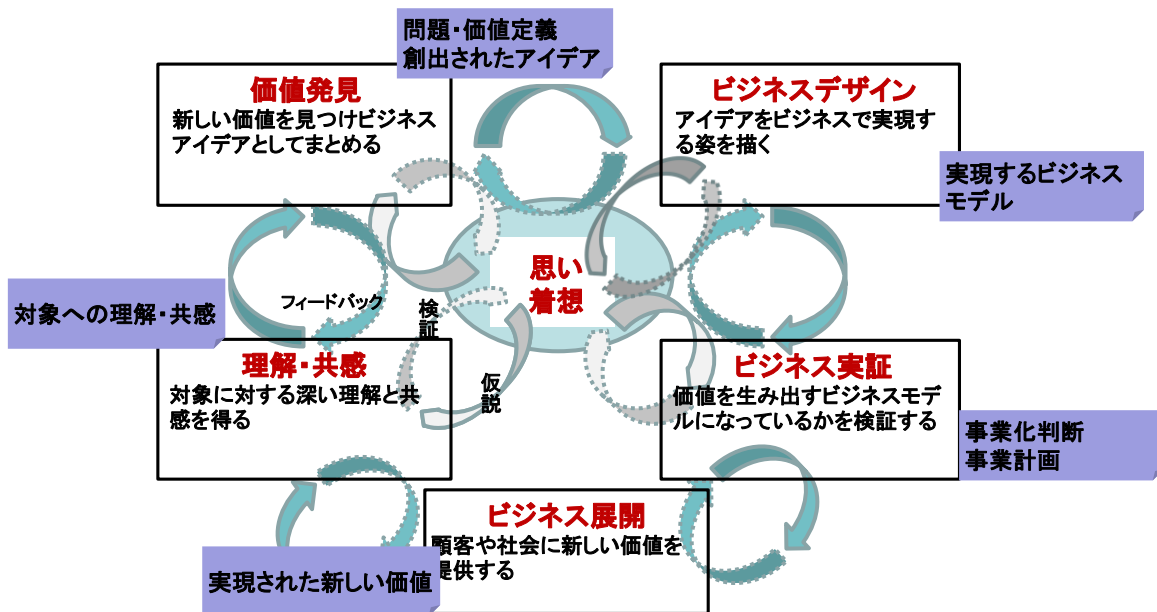 問題・価値定義
創出されたアイデア
価値発見
新しい価値を見つけビジネス
アイデアとしてまとめる
ビジネスデザイン
アイデアをビジネスで実現す
る姿を描く
実現するビジネス
モデル
思い
着想
対象への理解・共感
フィードバック
検証
仮説
理解・共感
対象に対する深い理解と共
感を得る
ビジネス実証
価値を生み出すビジネスモデ
ルになっているかを検証する
事業化判断
事業計画
ビジネス展開
顧客や社会に新しい価値を
提供する
実現された新しい価値